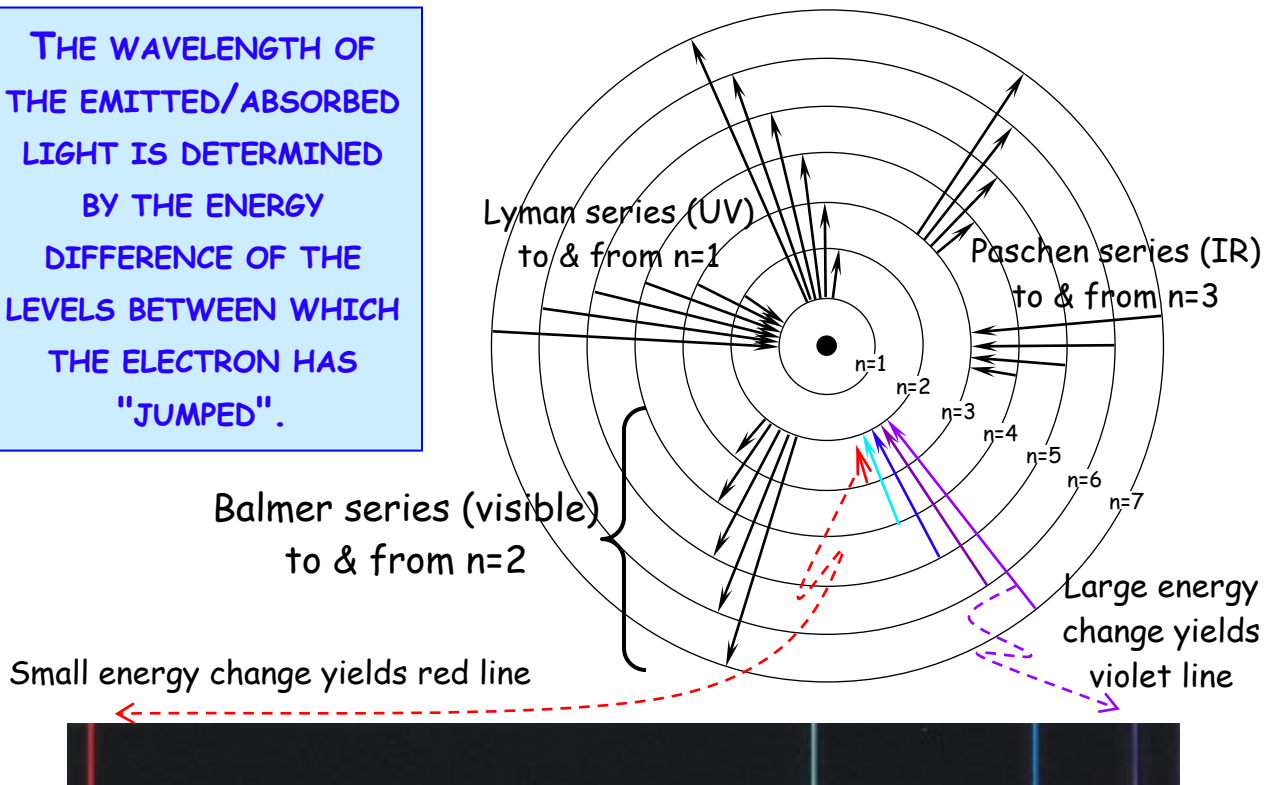 THE WAVELENGTH OF
THE EMITTED/ABSORBED
LIGHT IS DETERMINED
BY THE ENERGY
DIFFERENCE OF THE
LEVELS BETWEEN WHICH
THE ELECTRON HAS
"JUMPED".
Lyman series (UV)
to & from n=1
Paschen series (IR)
to & from n=3
n=1
n=2
n=3
n=4
n=5
n=6
n=7
Balmer series (visible)
to & from n=2
Large energy
change yields
violet line
Small energy change yields red line